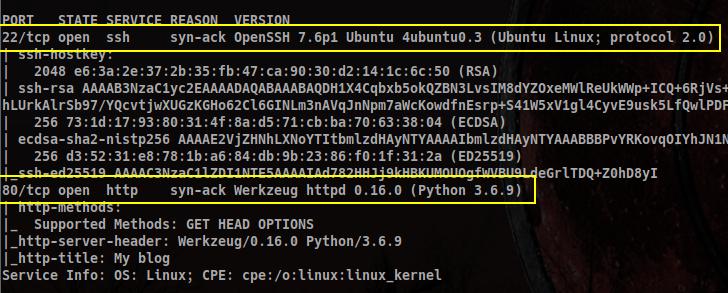 PORT   STATE SERVICE REASON  VERSION
22/tcp open  ssh     syn-ack OpenSSH 7.6p1 Ubuntu 4ubuntu0.3 (Ubuntu Linux; protocol 2.0)
| ssh-hostkey:
|   2048 e6:3a:2e:37:2b:35:fb:47:ca:90:30:d2:14:1c:6c:50 (RSA)
| ssh-rsa AAAAB3NzaC1yc2EAAAADAQABAAABAQDH1X4Cqbxb5okQZBN3LvsIM8dYZOxeMWlReUkWWp+ICQ+6RjVs+
hLUrkAlrSb97/YQcvtjwXUGzKGHo62Cl6GINLm3nAVqJnNpm7aWcKowdfnEsrp+S41W5xV1gl4CyvE9usk5LfQwlPDF
|   256 73:1d:17:93:80:31:4f:8a:d5:71:cb:ba:70:63:38:04 (ECDSA)
| ecdsa-sha2-nistp256 AAAAE2VjZHNhLXNoYTItbmlzdHAyNTYAAAAIbmlzdHAyNTYAAABBBPvYRKovqOIYhJN1N
|   256 d3:52:31:e8:78:1b:a6:84:db:9b:23:86:f0:1f:31:2a (ED25519)
|_ssh-ed25519
80/tcp open  http    syn-ack Werkzeug httpd 0.16.0 (Python 3.6.9)
| http-methods:
|_  Supported Methods: GET HEAD OPTIONS
|_http-server-header: Werkzeug/0.16.0 Python/3.6.9
|_http-title: My blog
Service Info: OS: Linux; CPE: cpe:/o:linux:linux_kernel